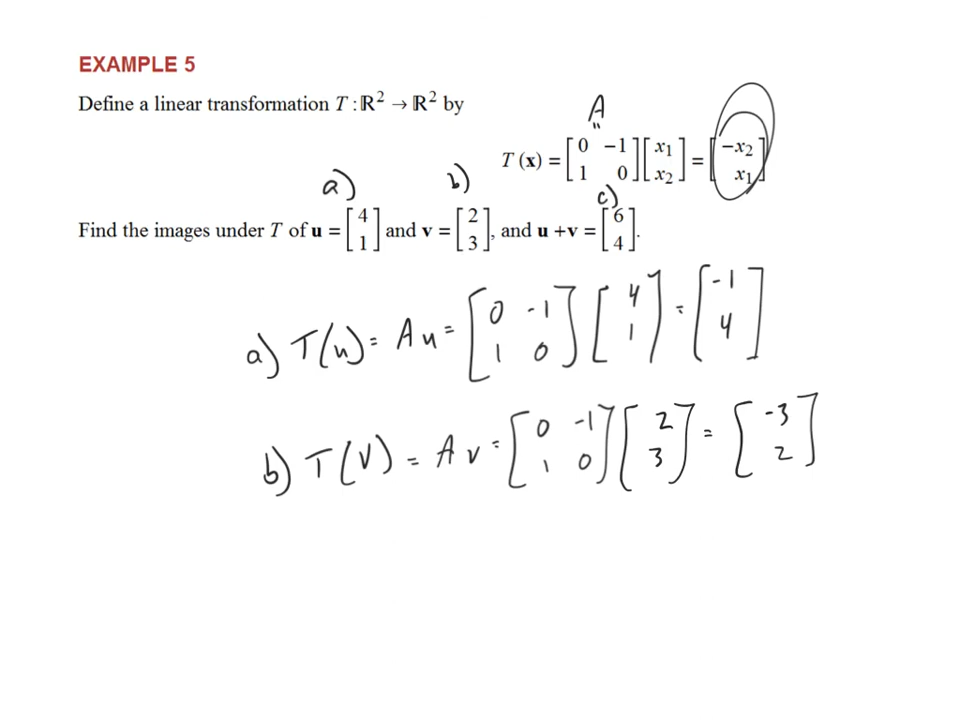 EXAMPLE 5
Define a linear transformation T : ℝ² → ℝ² by
A
"
T (x) = [0 −1; 1 0][x₁; x₂] = [−x₂; x₁]
a) b) c)
Find the images under T of u = [4; 1] and v = [2; 3], and u +v = [6; 4].
a) T(u) = A u = [0 -1; 1 0] [4; 1] = [-1; 4]
b) T(v) = A v = [0 -1; 1 0] [2; 3] = [-3; 2]